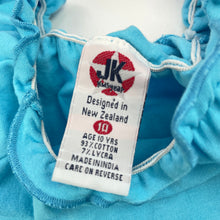 JK
Designed in
New Zealand
10
AGE 10 YRS
93% COTTON
7% LYCRA
MADE IN INDIA
CARE ON REVERSE